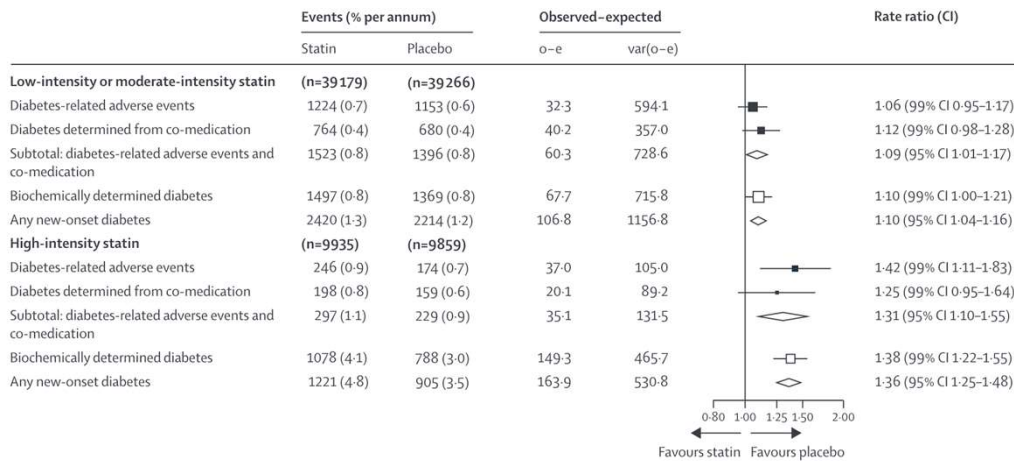 Events (% per annum) Observed–expected Rate ratio (CI)
Statin Placebo o–e var(o–e)
Low-intensity or moderate-intensity statin (n=39179) (n=39266)
Diabetes-related adverse events 1224 (0·7) 1153 (0·6) 32·3 594·1 1·06 (99% CI 0·95–1·17)
Diabetes determined from co-medication 764 (0·4) 680 (0·4) 40·2 357·0 1·12 (99% CI 0·98–1·28)
Subtotal: diabetes-related adverse events and 1523 (0·8) 1396 (0·8) 60·3 728·6 1·09 (95% CI 1·01–1·17)
co-medication
Biochemically determined diabetes 1497 (0·8) 1369 (0·8) 67·7 715·8 1·10 (99% CI 1·00–1·21)
Any new-onset diabetes 2420 (1·3) 2214 (1·2) 106·8 1156·8 1·10 (95% CI 1·04–1·16)
High-intensity statin (n=9935) (n=9859)
Diabetes-related adverse events 246 (0·9) 174 (0·7) 37·0 105·0 1·42 (99% CI 1·11–1·83)
Diabetes determined from co-medication 198 (0·8) 159 (0·6) 20·1 89·2 1·25 (99% CI 0·95–1·64)
Subtotal: diabetes-related adverse events and 297 (1·1) 229 (0·9) 35·1 131·5 1·31 (95% CI 1·10–1·55)
co-medication
Biochemically determined diabetes 1078 (4·1) 788 (3·0) 149·3 465·7 1·38 (99% CI 1·22–1·55)
Any new-onset diabetes 1221 (4·8) 905 (3·5) 163·9 530·8 1·36 (95% CI 1·25–1·48)
0·80 1·00 1·25 1·50 2·00
Favours statin Favours placebo